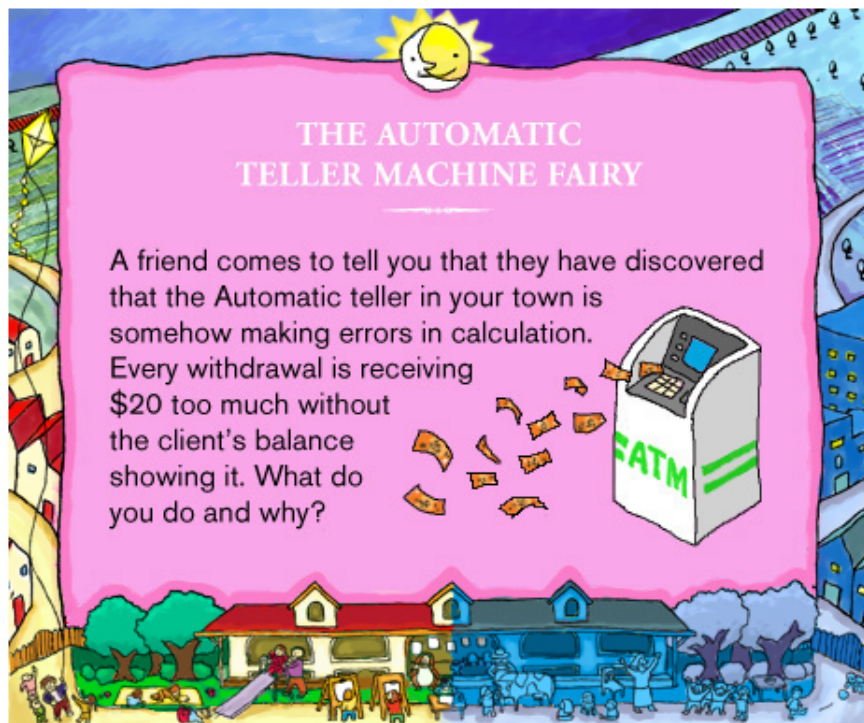 THE AUTOMATIC
TELLER MACHINE FAIRY
A friend comes to tell you that they have discovered
that the Automatic teller in your town is
somehow making errors in calculation.
Every withdrawal is receiving
$20 too much without
the client's balance
showing it. What do
you do and why?
ATM